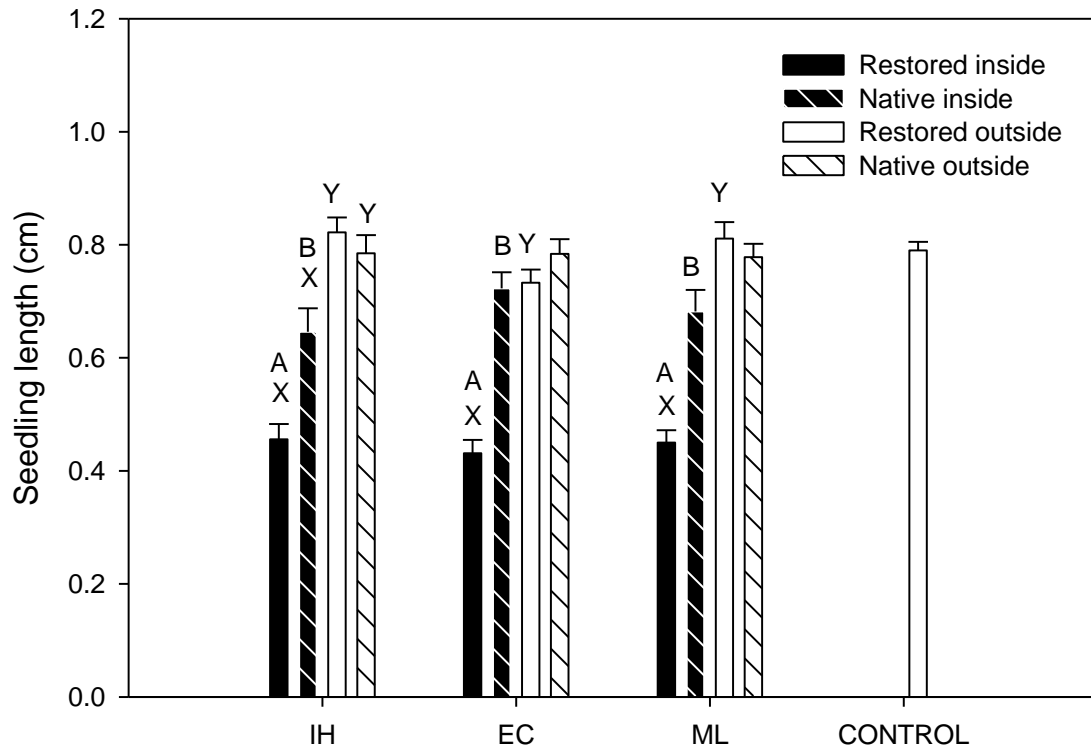 1.2
1.0
0.8
0.6
0.4
0.2
0.0
Seedling length (cm)
Restored inside
Native inside
Restored outside
Native outside
A
X
B
X
Y
Y
A
X
B
Y
A
X
B
Y
IH
EC
ML
CONTROL